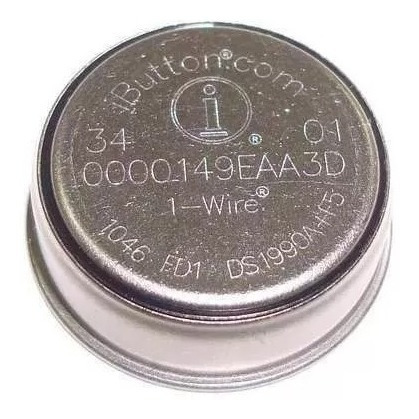 iButton®.com
i®
34 01
0000149EAA3D
1-Wire®
1046 ED1 DS1990A+F5